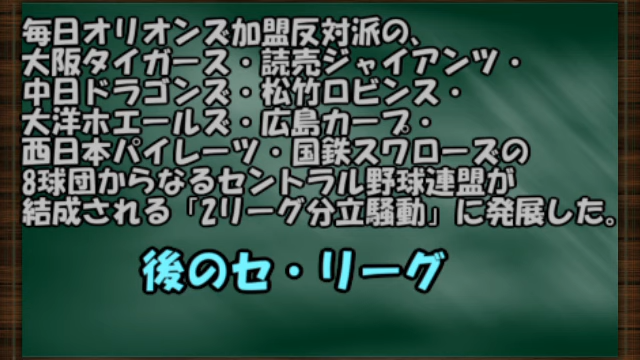 毎日オリオンズ加盟反対派の、
大阪タイガース・読売ジャイアンツ・
中日ドラゴンズ・松竹ロビンス・
大洋ホエールズ・広島カープ・
西日本パイレーツ・国鉄スワローズの
8球団からなるセントラル野球連盟が
結成される「2リーグ分立騒動」に発展した。
後のセ・リーグ